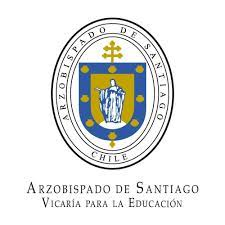 ARZOBISPADO DE SANTIAGO
CHILE
ARZOBISPADO DE SANTIAGO
VICARÍA PARA LA EDUCACIÓN